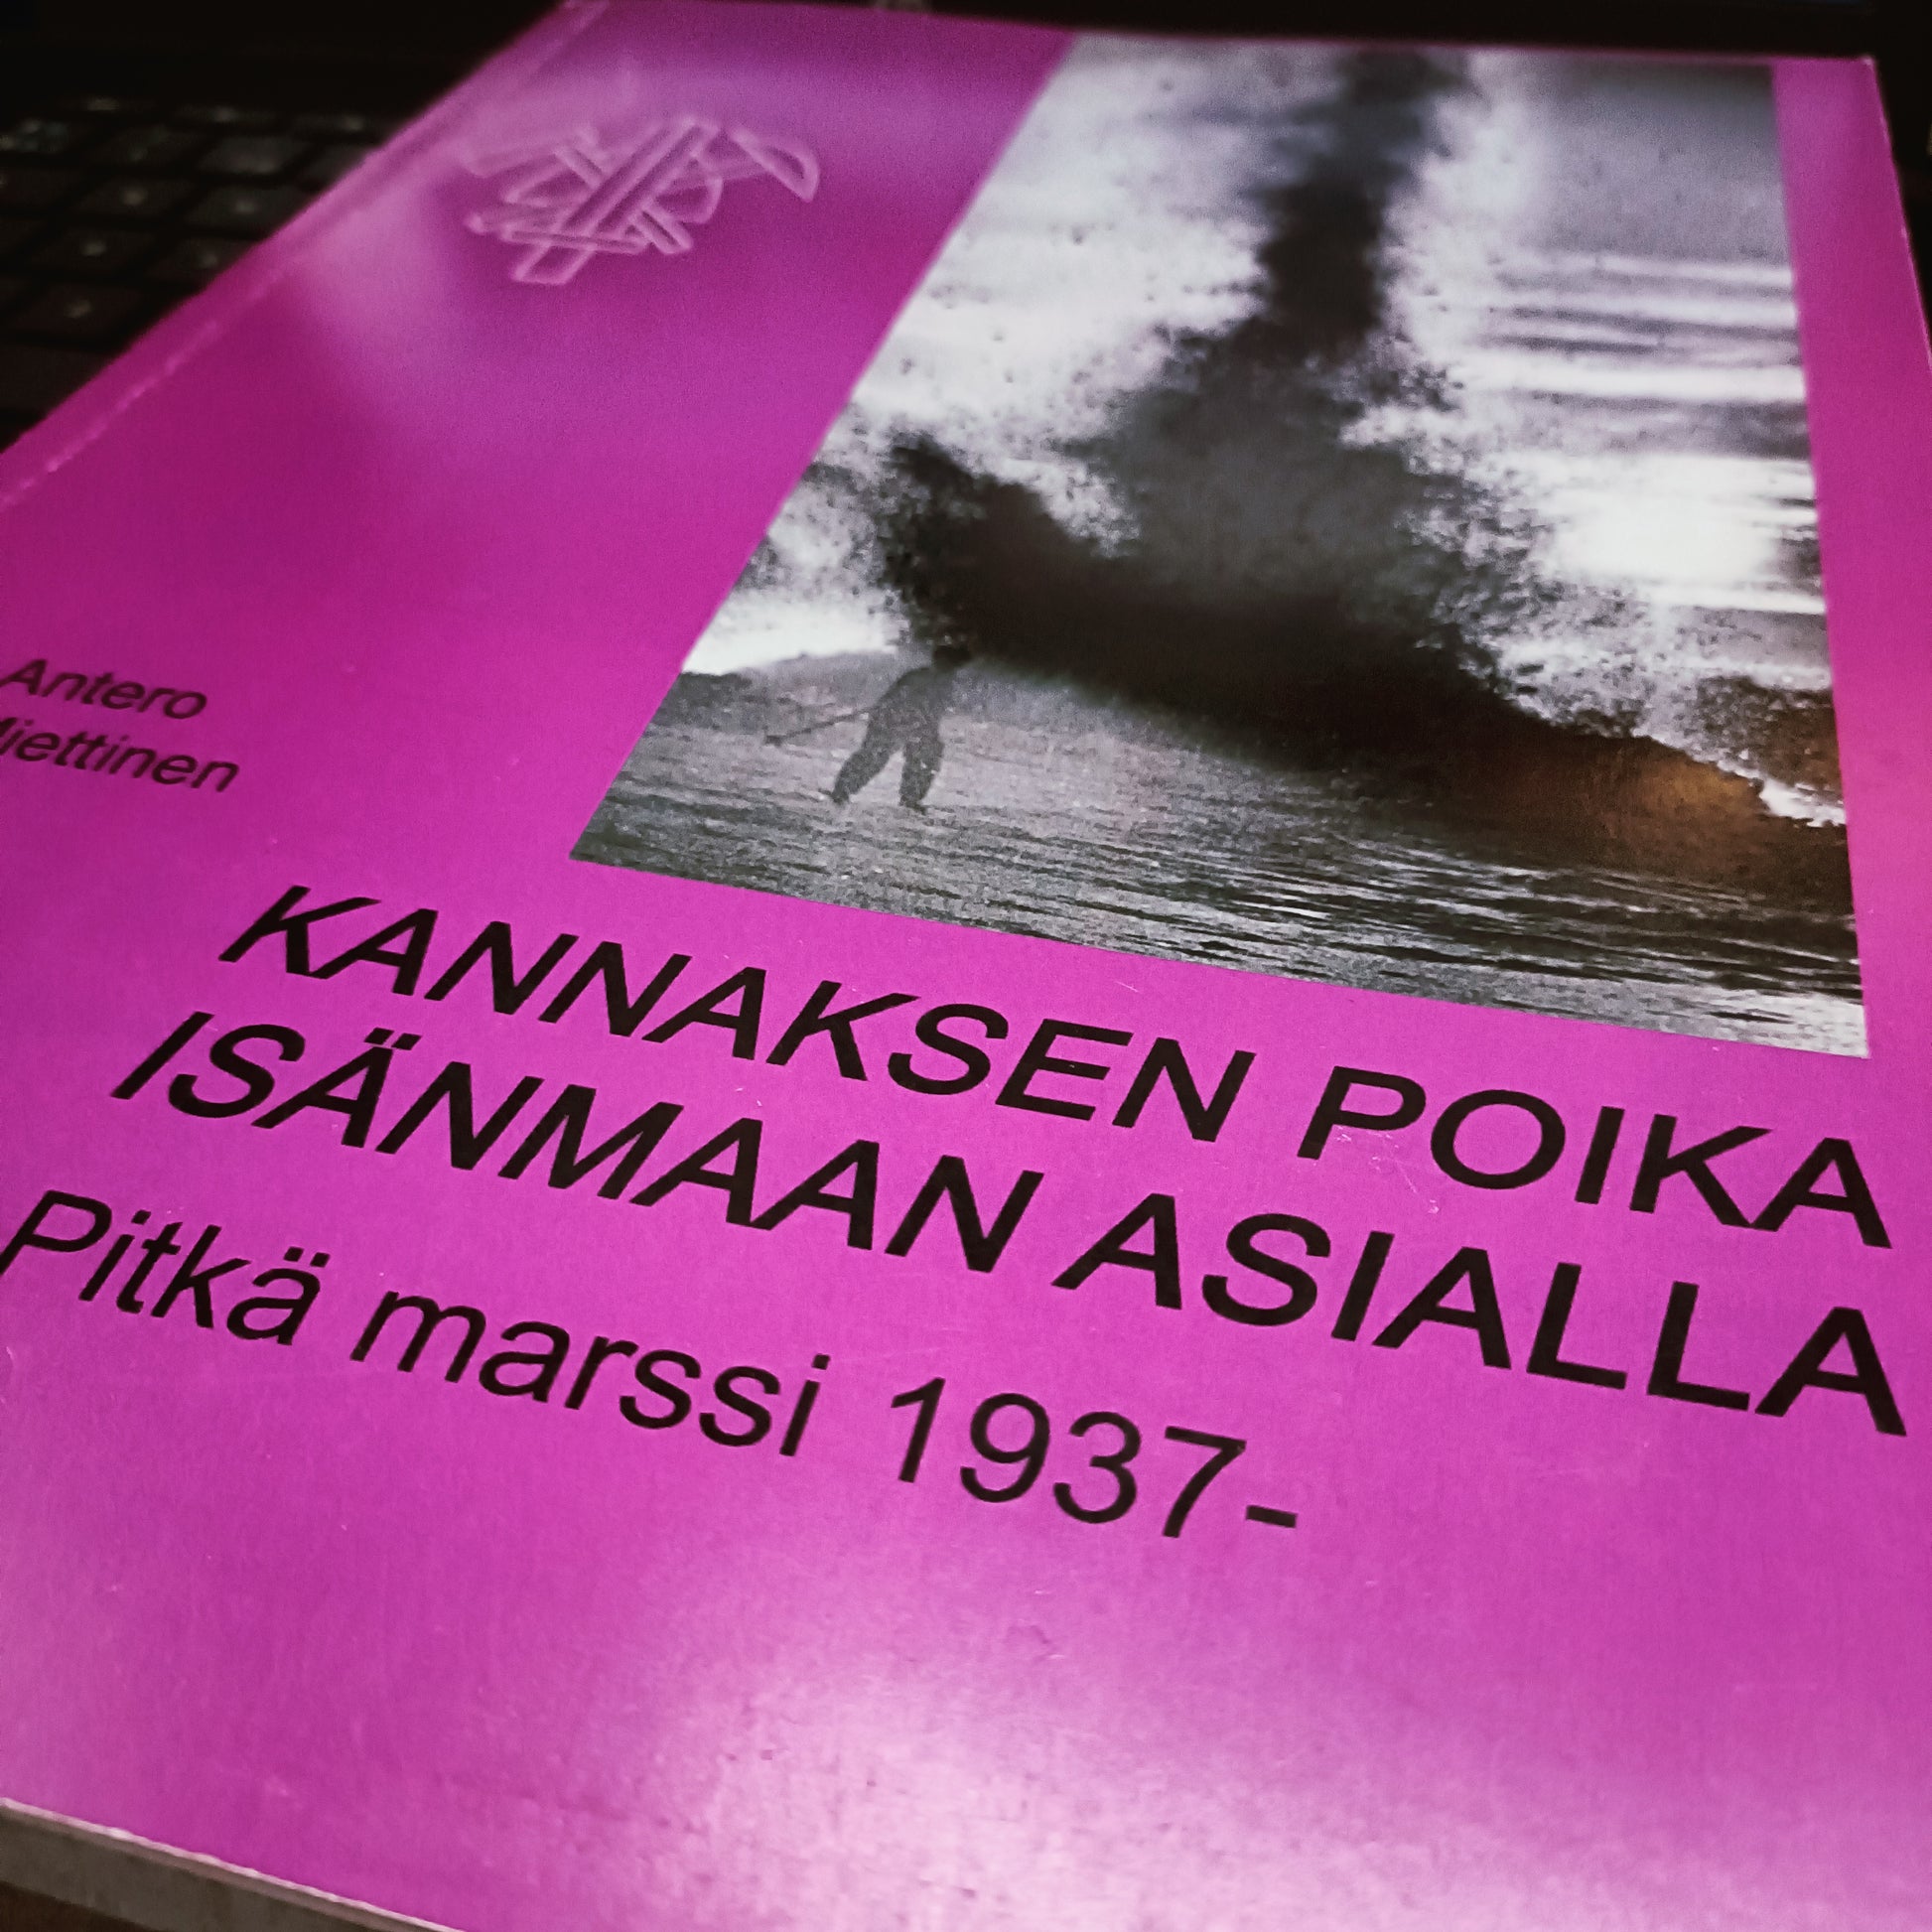 Antero
Miettinen
KANNAKSEN POIKA
ISÄNMAAN ASIALLA
Pitkä marssi 1937-